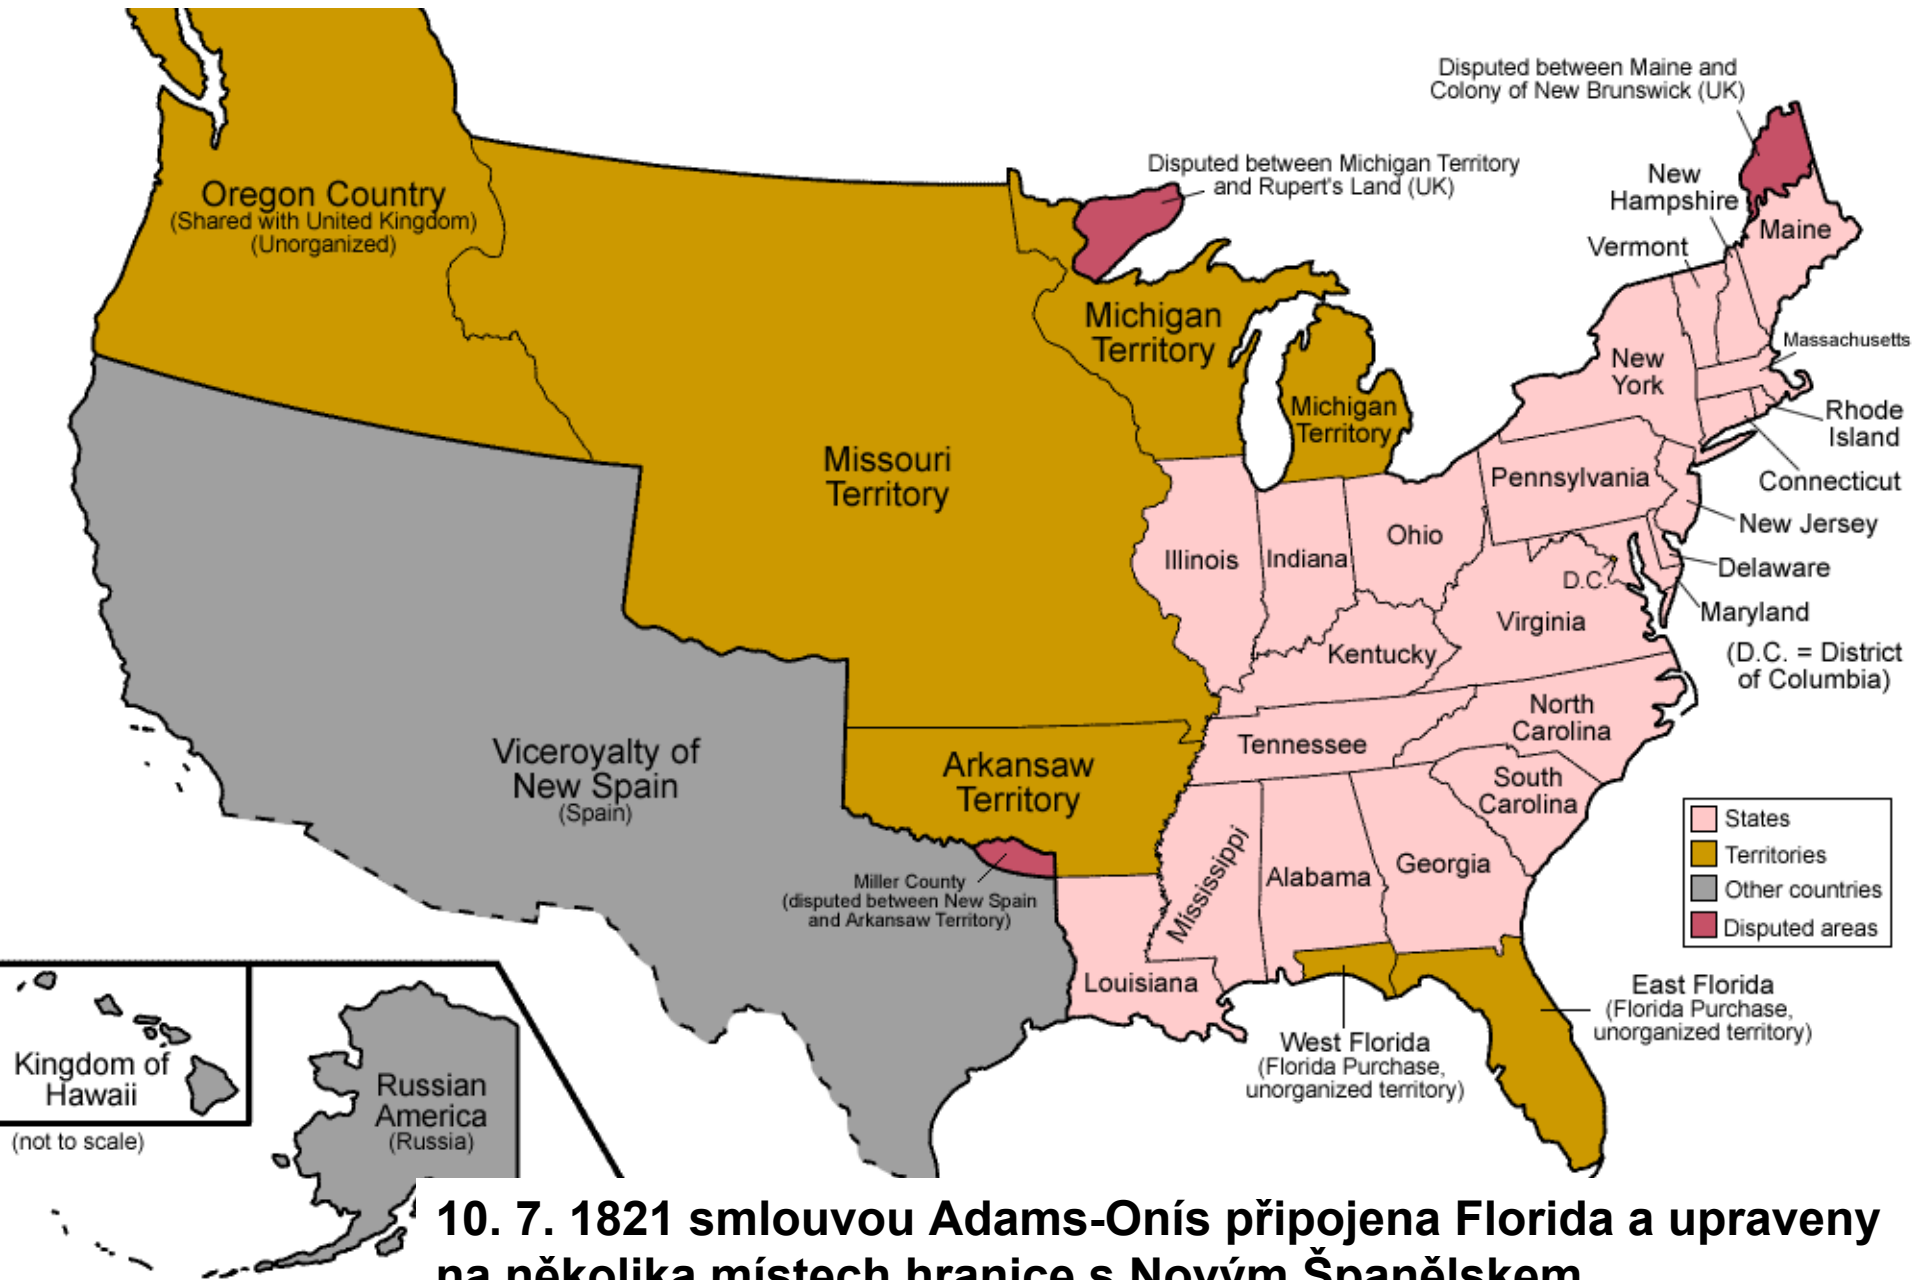 Disputed between Maine and
Colony of New Brunswick (UK)
Disputed between Michigan Territory
and Rupert's Land (UK)
New
Hampshire
Vermont
Maine
Oregon Country
(Shared with United Kingdom)
(Unorganized)
Michigan
Territory
Massachusetts
New
York
Michigan
Territory
Rhode
Island
Missouri
Territory
Pennsylvania
Connecticut
New Jersey
Ohio
Illinois
Indiana
D.C.
Delaware
Maryland
Virginia
Kentucky
(D.C. = District
of Columbia)
North
Carolina
Tennessee
Viceroyalty of
New Spain
(Spain)
Arkansaw
Territory
South
Carolina
States
Territories
Other countries
Disputed areas
Mississippi
Alabama
Georgia
Miller County
(disputed between New Spain
and Arkansaw Territory)
Louisiana
East Florida
(Florida Purchase,
unorganized territory)
West Florida
(Florida Purchase,
unorganized territory)
Kingdom of
Hawaii
(not to scale)
Russian
America
(Russia)
10. 7. 1821 smlouvou Adams-Onís připojena Florida a upraveny
na několika místech hranice s Novým Španělskem